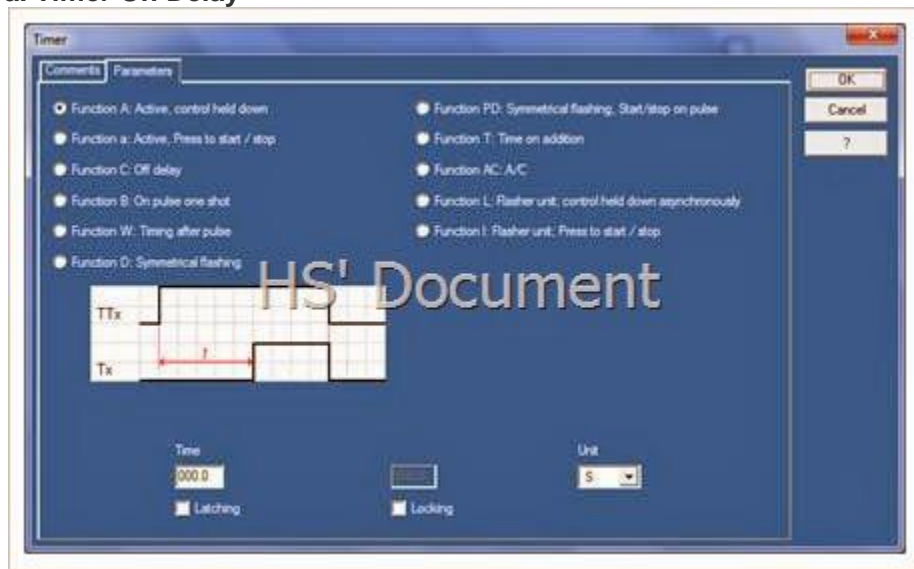 a. Timer On Delay
Timer
Comments Parameters
OK
Cancel
?
Function A: Active, control held down
Function a: Active, Press to start / stop
Function C: Off delay
Function B: On pulse one shot
Function W: Timing after pulse
Function D: Symmetrical flashing
Function PD: Symmetrical flashing, Start/stop on pulse
Function T: Time on addition
Function AC: A/C
Function L: Flasher unit, control held down asynchronously
Function l: Flasher unit, Press to start / stop
HS' Document
TTx
t
Tx
Time
000.0
Latching
Locking
Unit
S